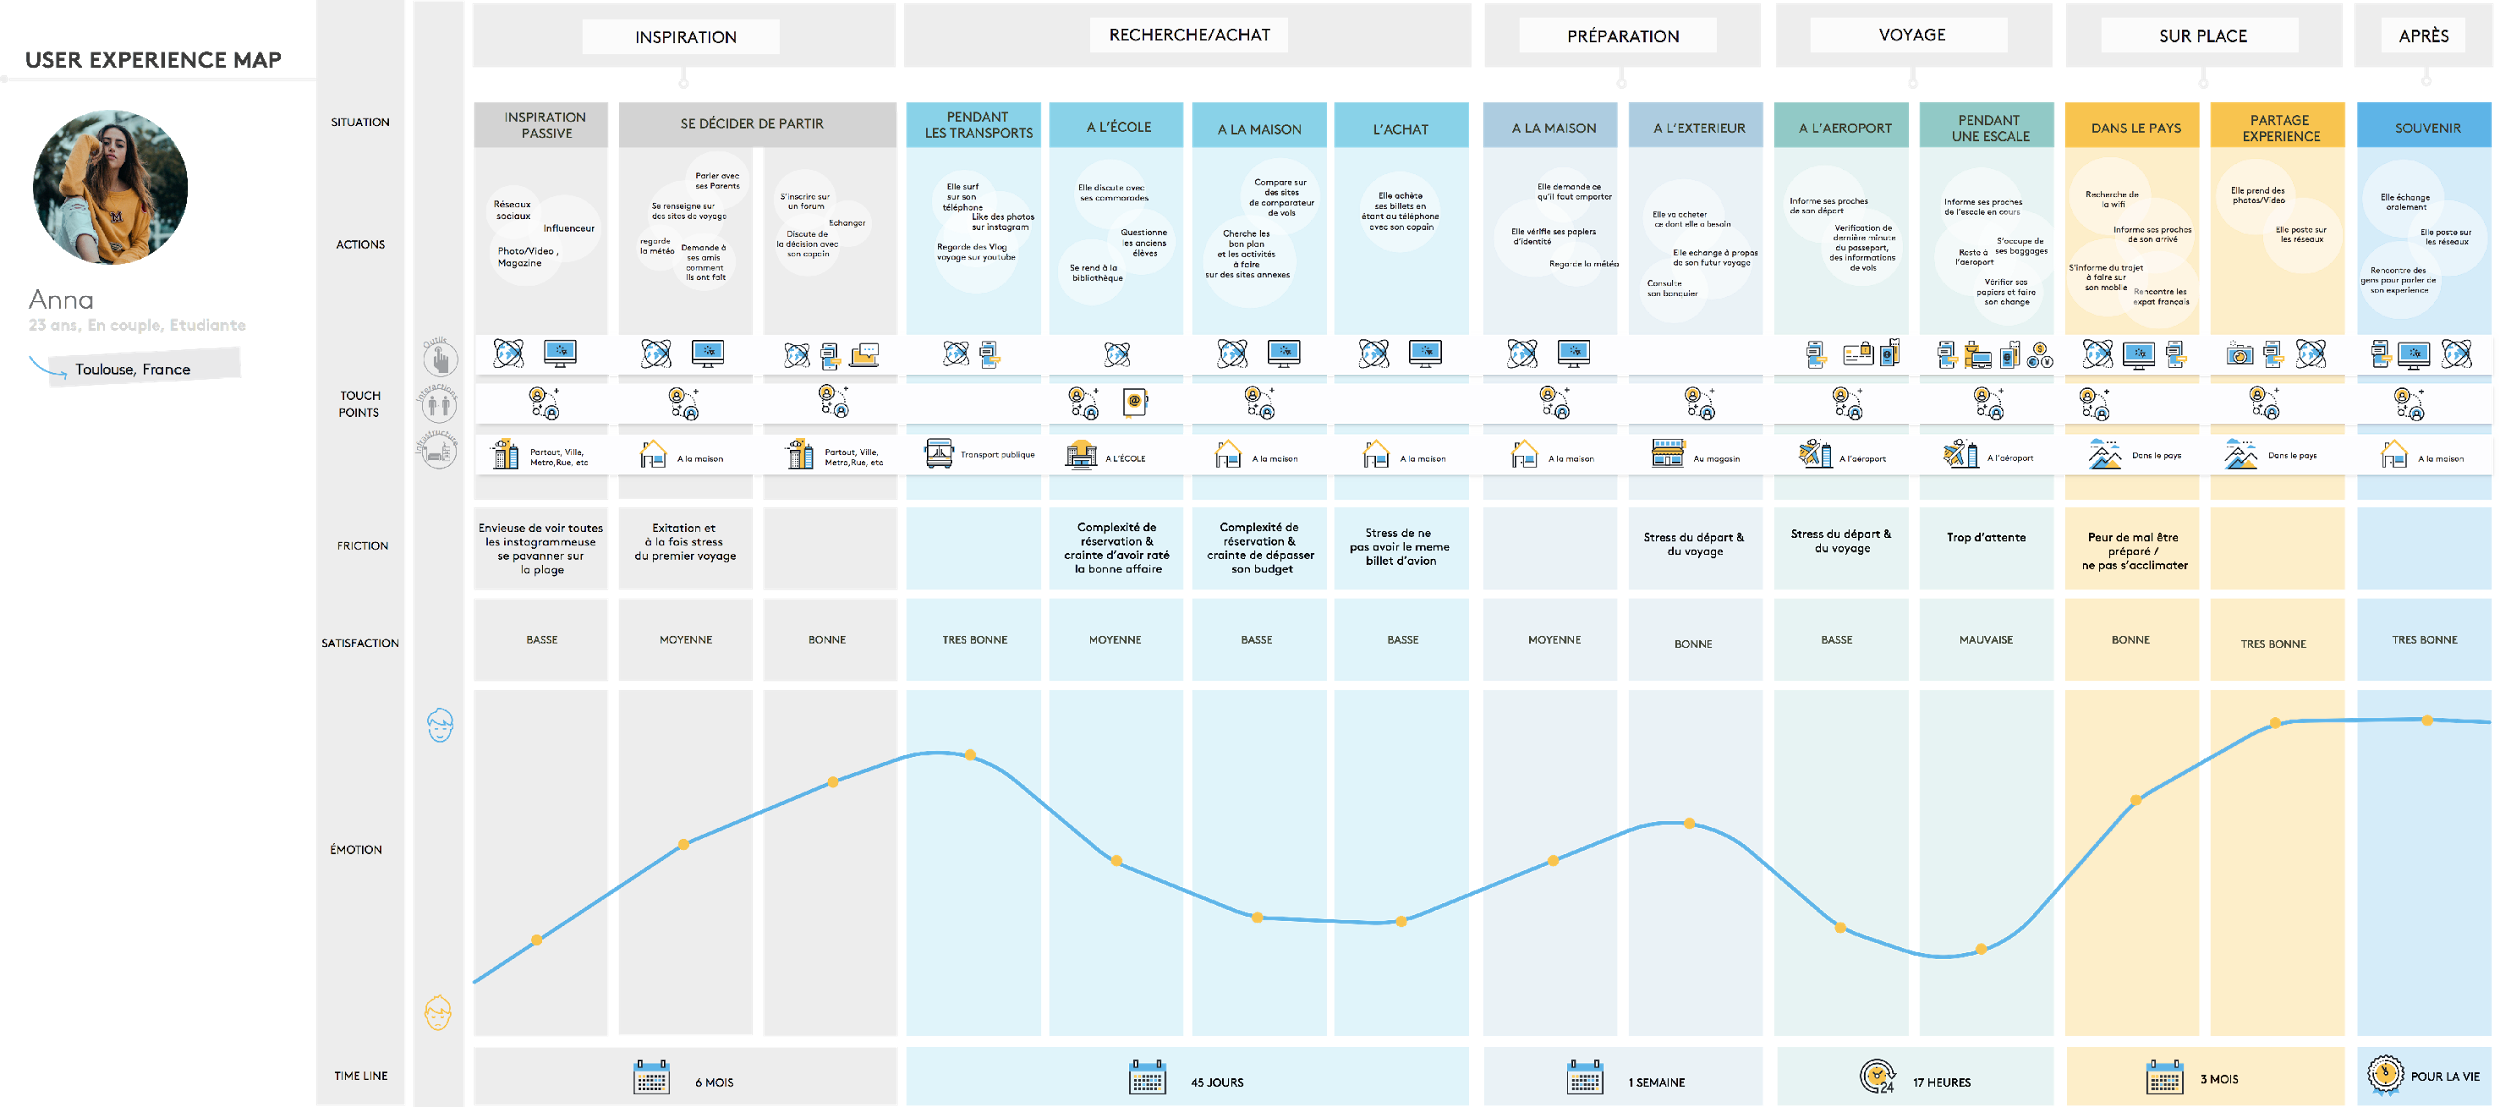 USER EXPERIENCE MAP
Anna
23 ans, En couple, Etudiante
Toulouse, France
INSPIRATION
RECHERCHE/ACHAT
PRÉPARATION
VOYAGE
SUR PLACE
APRÈS
SITUATION
INSPIRATION
PASSIVE
SE DÉCIDER DE PARTIR
PENDANT
LES TRANSPORTS
A L'ÉCOLE
A LA MAISON
L'ACHAT
A LA MAISON
A L'EXTERIEUR
A L'AEROPORT
PENDANT
UNE ESCALE
DANS LE PAYS
PARTAGE
EXPERIENCE
SOUVENIR
ACTIONS
Réseaux
sociaux
Influenceur
Photo/Video ,
Magazine
Parler avec
ses Parents
Se renseigne sur
des sites de voyage
regarde
la météo
Demande à
ses amis
comment
ils ont fait
S'inscrire sur
un forum
Echanger
Discute de
la décision avec
son copain
Elle surf
sur son
téléphone
Like des photos
sur instagram
Regarde des Vlog
voyage sur youtube
Elle discute avec
ses commarades
Questionne
les anciens
élèves
Se rend à la
bibliothèque
Compare sur
des sites
de comparateur
de vols
Cherche les
bon plan
et les activités
à faire
sur des sites annexes
Elle achète
ses billets en
étant au téléphone
avec son copain
Elle demande ce
qu'il faut emporter
Elle vérifie ses papiers
d'identité
Regarde la météo
Elle va acheter
ce dont elle a besoin
Elle echange à propos
de son futur voyage
Consulte
son banquier
Informe ses proches
de son départ
Vérification de
dernière minute
du passeport,
des informations
de vols
Informe ses proches
de l'escale en cours
S'occupe de
ses baggages
Reste à
l'aeroport
Vérifier ses
papiers et faire
son change
Recherche de
la wifi
Informe ses proches
de son arrivé
S'informe du trajet
à faire sur
son mobile
Rencontre les
expat français
Elle prend des
photos/Video
Elle poste sur
les réseaux
Elle échange
oralement
Elle poste sur
les réseaux
Rencontre des
gens pour parler de
son experience
TOUCH
POINTS
Outils
Interactions
Infrastructure
Partout, Ville,
Metro,Rue, etc
A la maison
Partout, Ville,
Metro,Rue, etc
Transport publique
A L'ÉCOLE
A la maison
A la maison
A la maison
Au magasin
A l'aeroport
A l'aéroport
Dans le pays
Dans le pays
A la maison
FRICTION
Envieuse de voir toutes
les instagrammeuse
se pavanner sur
la plage
Exitation et
à la fois stress
du premier voyage
Complexité de
réservation &
crainte d'avoir raté
la bonne affaire
Complexité de
réservation &
crainte de dépasser
son budget
Stress de ne
pas avoir le meme
billet d'avion
Stress du départ &
du voyage
Stress du départ &
du voyage
Trop d'attente
Peur de mal être
préparé /
ne pas s'acclimater
SATISFACTION
BASSE
MOYENNE
BONNE
TRES BONNE
MOYENNE
BASSE
BASSE
MOYENNE
BONNE
BASSE
MAUVAISE
BONNE
TRES BONNE
TRES BONNE
ÉMOTION
TIME LINE
6 MOIS
45 JOURS
1 SEMAINE
24
17 HEURES
3 MOIS
POUR LA VIE